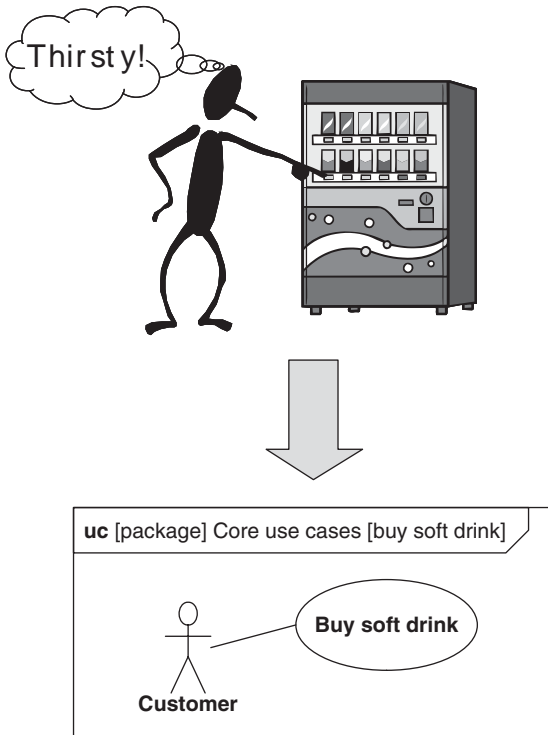 Thirsty!
uc [package] Core use cases [buy soft drink]
Buy soft drink
Customer